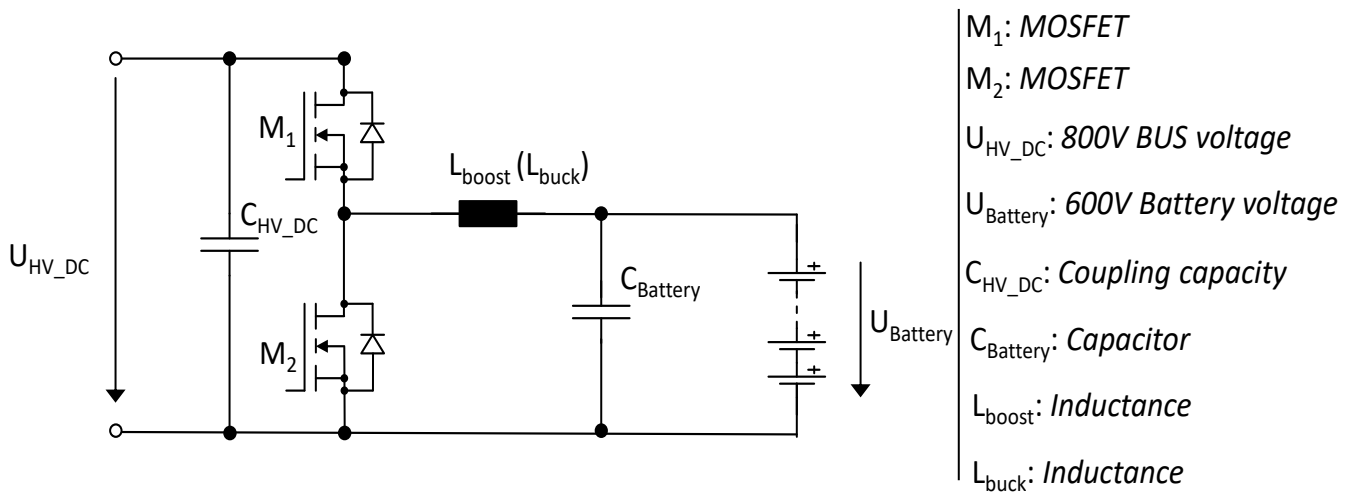 M₁
L_boost (L_buck)
C_HV_DC
U_HV_DC
C_Battery
M₂
U_Battery
+
+
+
M₁: MOSFET
M₂: MOSFET
U_HV_DC: 800V BUS voltage
U_Battery: 600V Battery voltage
C_HV_DC: Coupling capacity
C_Battery: Capacitor
L_boost: Inductance
L_buck: Inductance